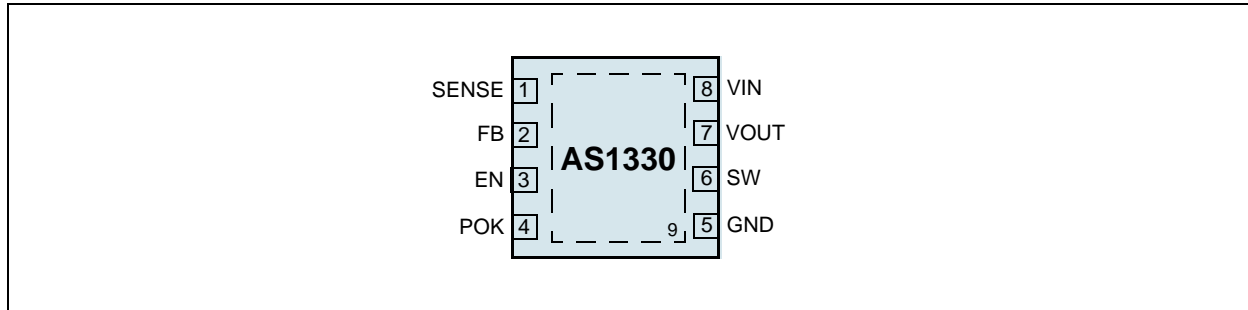 SENSE 1 8 VIN
FB 2 7 VOUT
AS1330
EN 3 6 SW
POK 4 9 5 GND